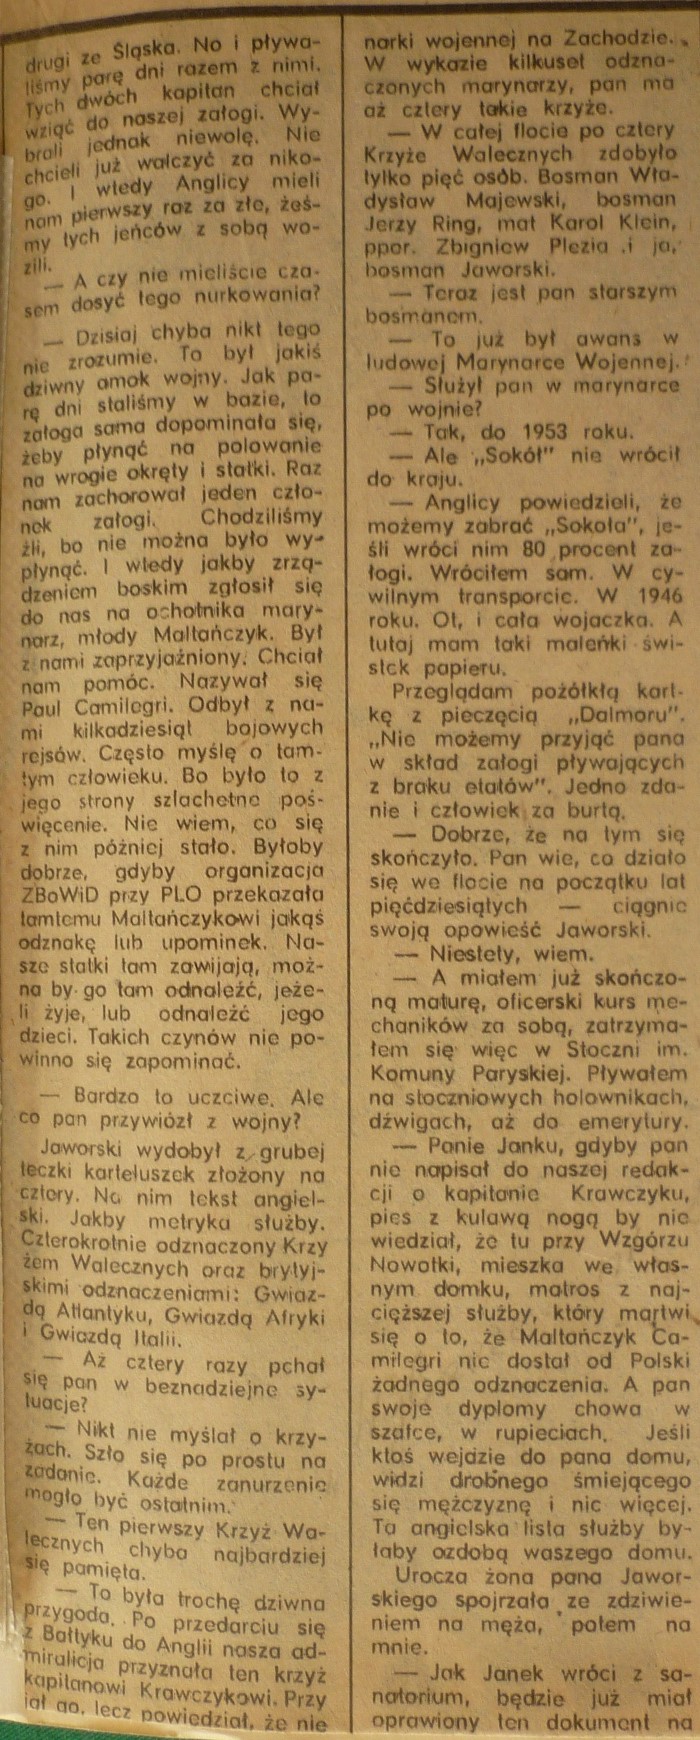 drugi ze Śląska. No i pływa-
liśmy parę dni razem z nimi.
Tych dwóch kapitan chciał
wziąć do naszej załogi. Wy-
brali jednak niewolę. Nie
chcieli już walczyć za niko-
go. I wtedy Anglicy mieli
nam pierwszy raz za złe, żeś-
my tych jeńców z sobą wo-
zili.
— A czy nie mieliście cza-
sem dosyć tego nurkowania?
— Dzisiaj chyba nikt tego
nie zrozumie. To był jakiś
dziwny amok wojny. Jak pa-
rę dni staliśmy w bazie, to
załoga sama dopominała się,
żeby płynąć na polowanie
na wrogie okręty i statki. Raz
nam zachorował jeden czło-
nek załogi. Chodziliśmy
źli, bo nie można było wy-
płynąć. I wtedy jakby zrzą-
dzeniem boskim zgłosił się
do nas na ochotnika mary-
narz, młody Maltańczyk. Był
z nami zaprzyjaźniony. Chciał
nam pomóc. Nazywał się
Paul Camilegri. Odbył z na-
mi kilkadziesiąt bojowych
rejsów. Często myślę o tam-
tym człowieku. Bo było to z
jego strony szlachetne poś-
więcenie. Nie wiem, co się
z nim później stało. Byłoby
dobrze, gdyby organizacja
ZBoWiD przy PLO przekazała
tamtemu Maltańczykowi jakąś
odznakę lub upominek. Na-
sze statki tam zawijają, moż-
na by go tam odnaleźć, jeże-
li żyje, lub odnaleźć jego
dzieci. Takich czynów nie po-
winno się zapominać.
— Bardzo to uczciwe. Ale
co pan przywiózł z wojny?
Jaworski wydobył z grubej
teczki karteluszek złożony na
cztery. Na nim tekst angiel-
ski. Jakby metryka służby.
Czterokrotnie odznaczony Krzy
żem Walecznych oraz brytyj-
skimi odznaczeniami: Gwiaz-
dą Atlantyku, Gwiazdą Afryki
i Gwiazdą Italii.
— Aż cztery razy pchał
się pan w beznadziejne sy-
tuacje?
— Nikt nie myślał o krzy-
żach. Szło się po prostu na
zadanie. Każde zanurzenie
mogło być ostatnim.
— Ten pierwszy Krzyż Wa-
lecznych chyba najbardziej
się pamięta.
— To była trochę dziwna
przygoda. Po przedarciu się
z Bałtyku do Anglii nasza ad-
miralicja przyznała ten krzyż
kapitanowi Krawczykowi. Przy
jął go, lecz powiedział, że nie
narki wojennej na Zachodzie.
W wykazie kilkuset odzna-
czonych marynarzy, pan ma
aż cztery takie krzyże.
— W całej flocie po cztery
Krzyże Walecznych zdobyło
tylko pięć osób. Bosman Wła-
dysław Majewski, bosman
Jerzy Ring, mat Karol Klein,
ppor. Zbigniew Plezia i ja,
bosman Jaworski.
— Teraz jest pan starszym
bosmanem.
— To już był awans w
ludowej Marynarce Wojennej.
— Służył pan w marynarce
po wojnie?
— Tak, do 1953 roku.
— Ale „Sokół" nie wrócił
do kraju.
— Anglicy powiedzieli, że
możemy zabrać „Sokoła", je-
śli wróci nim 80 procent za-
łogi. Wróciłem sam. W cy-
wilnym transporcie. W 1946
roku. Ot, i cała wojaczka. A
tutaj mam taki maleńki świ-
stek papieru.
Przeglądam pożółkłą kart-
kę z pieczęcią „Dalmoru".
„Nie możemy przyjąć pana
w skład załogi pływających
z braku etatów". Jedno zda-
nie i człowiek za burtą.
— Dobrze, że na tym się
skończyło. Pan wie, co działo
się we flocie na początku lat
pięćdziesiątych — ciągnie
swoją opowieść Jaworski.
— Niestety, wiem.
— A miałem już skończo-
ną maturę, oficerski kurs me-
chaników za sobą, zatrzyma-
łem się więc w Stoczni im.
Komuny Paryskiej. Pływałem
na stoczniowych holownikach,
dźwigach, aż do emerytury.
— Panie Janku, gdyby pan
nie napisał do naszej redak-
cji o kapitanie Krawczyku,
pies z kulawą nogą by nie
wiedział, że tu przy Wzgórzu
Nowotki, mieszka we włas-
nym domku, matros z naj-
cięższej służby, który martwi
się o to, że Maltańczyk Ca-
milegri nie dostał od Polski
żadnego odznaczenia. A pan
swoje dyplomy chowa w
szafce, w rupieciach. Jeśli
ktoś wejdzie do pana domu,
widzi drobnego śmiejącego
się mężczyznę i nic więcej.
Ta angielska lista służby by-
łaby ozdobą waszego domu.
Urocza żona pana Jawor-
skiego spojrzała ze zdziwie-
niem na męża, potem na
mnie.
— Jak Janek wróci z sa-
natorium, będzie już miał
oprawiony ten dokument na